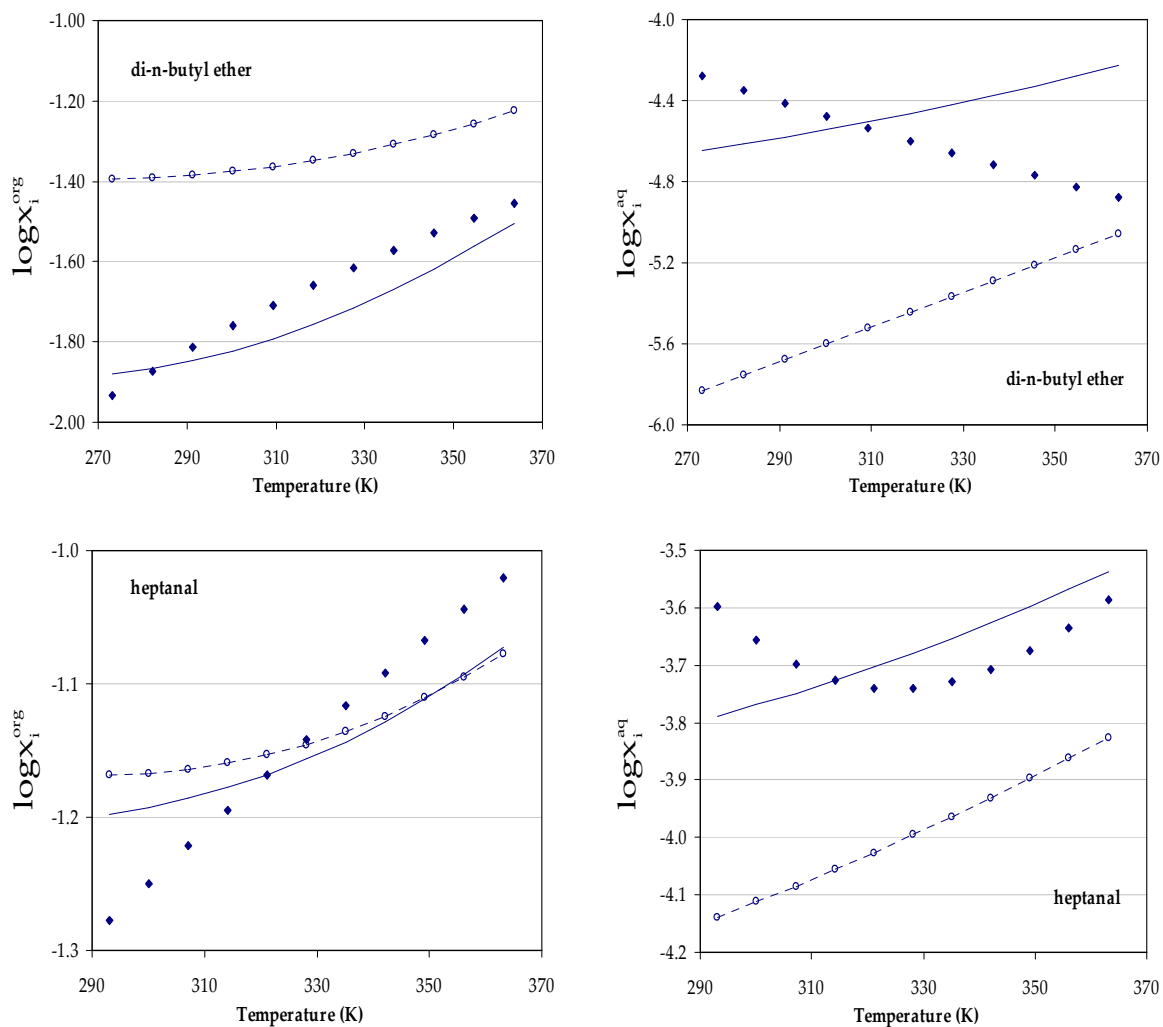 -1.00
di-n-butyl ether
-1.20
-1.40
-1.60
-1.80
-2.00
logx_i^org
270 290 310 330 350 370
Temperature (K)
-4.0
-4.4
-4.8
-5.2
-5.6
di-n-butyl ether
-6.0
logx_i^aq
270 290 310 330 350 370
Temperature (K)
-1.0
heptanal
-1.1
-1.2
-1.3
logx_i^org
290 310 330 350 370
Temperature (K)
-3.5
-3.6
-3.7
-3.8
-3.9
-4.0
-4.1
heptanal
-4.2
logx_i^aq
290 310 330 350 370
Temperature (K)